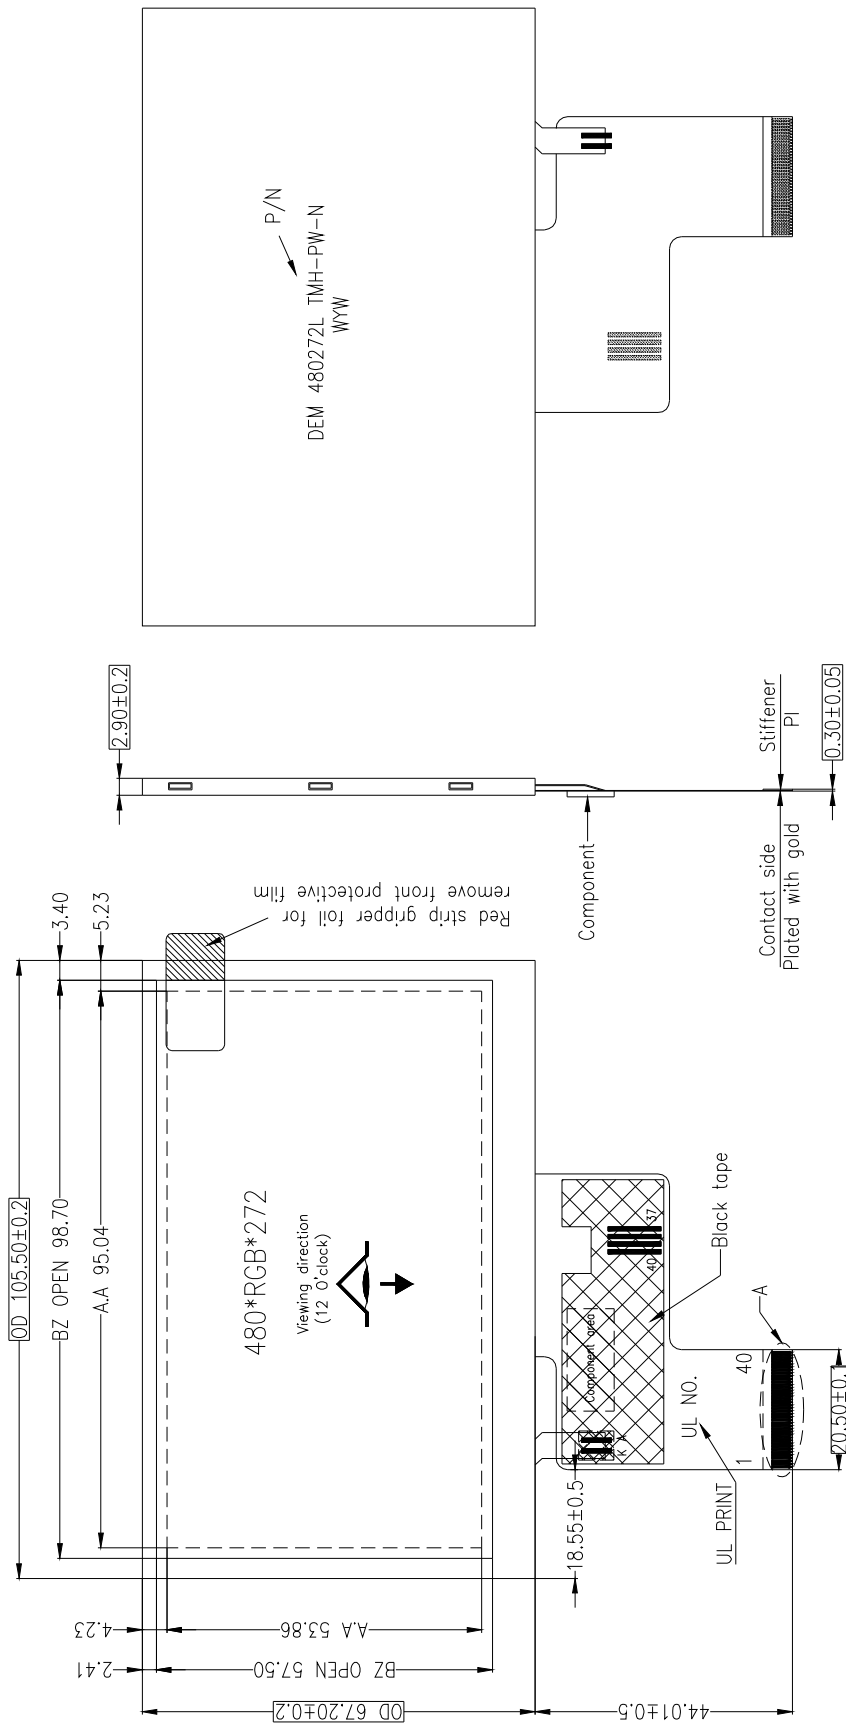 P/N
DEM 480272L TMH-PW-N
WYW
2.90±0.2
Component
Stiffener
PI
Contact side
Plated with gold
0.30±0.05
OD 105.50±0.2
3.40
BZ OPEN 98.70
A.A 95.04
5.23
Red strip gripper foil for
remove front protective film
480*RGB*272
Viewing direction
(12 O'clock)
4.23
A.A 53.86
2.41
BZ OPEN 57.50
OD 67.20±0.2
44.01±0.5
18.55±0.5
K A
Component area
40 37
Black tape
UL NO.
UL PRINT
1 40
A
20.50±0.1